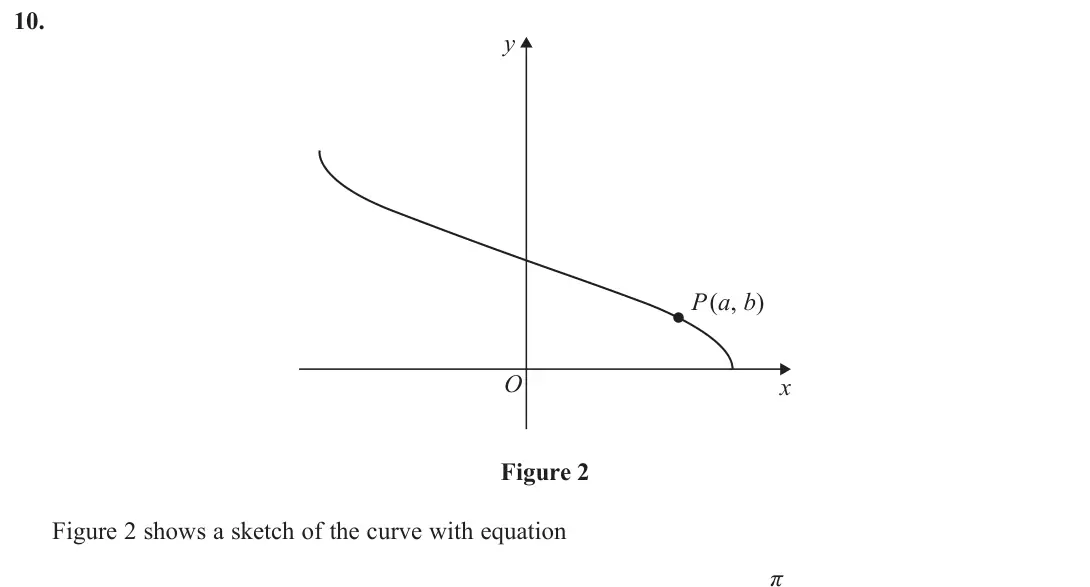 10.
y
P(a, b)
O
x
Figure 2
Figure 2 shows a sketch of the curve with equation
π